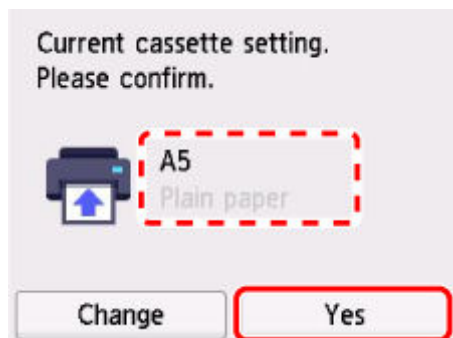 Current cassette setting.
Please confirm.
A5
Plain paper
Change
Yes